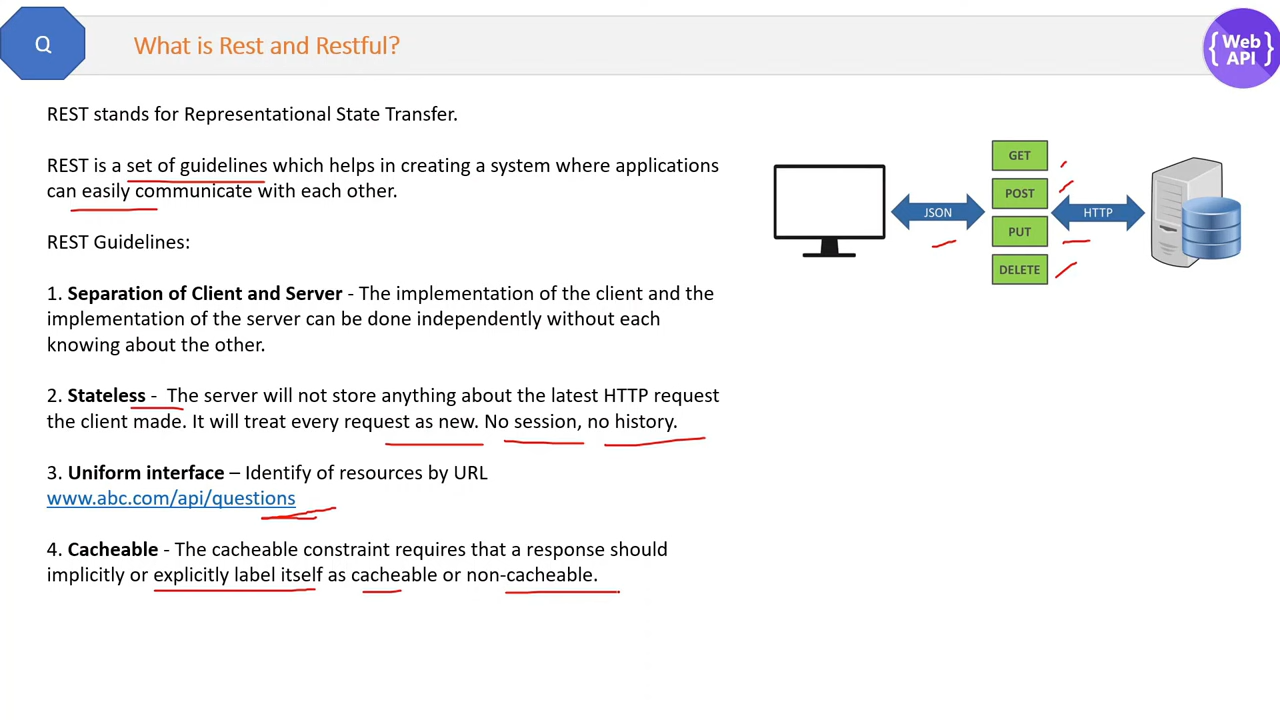 Q
What is Rest and Restful?
{Web API}
REST stands for Representational State Transfer.
REST is a set of guidelines which helps in creating a system where applications
can easily communicate with each other.
REST Guidelines:
1. Separation of Client and Server - The implementation of the client and the
implementation of the server can be done independently without each
knowing about the other.
2. Stateless -  The server will not store anything about the latest HTTP request
the client made. It will treat every request as new. No session, no history.
3. Uniform interface – Identify of resources by URL
www.abc.com/api/questions
4. Cacheable - The cacheable constraint requires that a response should
implicitly or explicitly label itself as cacheable or non-cacheable.
JSON
GET
POST
PUT
DELETE
HTTP